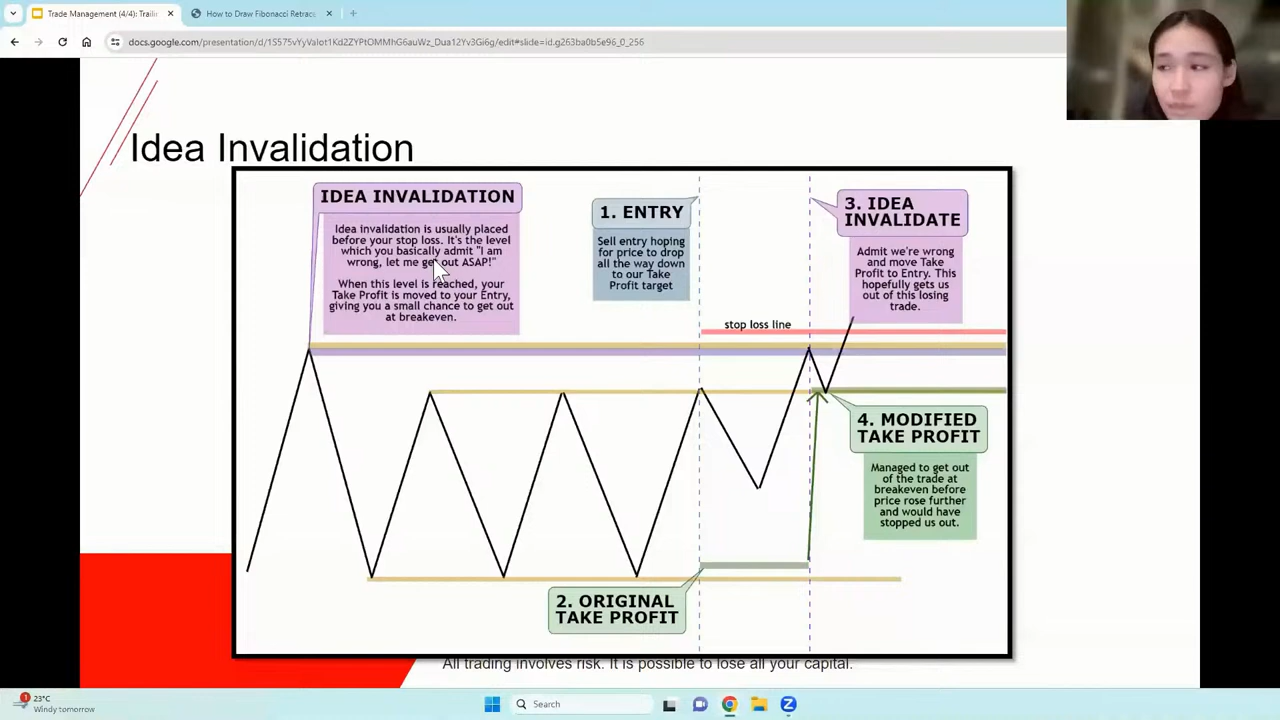 Trade Management (4/4): Traili
How to Draw Fibonacci Retrac
docs.google.com/presentation/d/1S575vYyValot1Kd2ZYPtOMMhG6auWz_Dua12Yv3Gi6g/edit#slide=id.g263ba0b5e96_0_256
Idea Invalidation
IDEA INVALIDATION
Idea invalidation is usually placed
before your stop loss. It's the level
which you basically admit "I am
wrong, let me get out ASAP!"
When this level is reached, your
Take Profit is moved to your Entry,
giving you a small chance to get out
at breakeven.
1. ENTRY
Sell entry hoping
for price to drop
all the way down
to our Take
Profit target
3. IDEA
INVALIDATE
Admit we're wrong
and move Take
Profit to Entry. This
hopefully gets us
out of this losing
trade.
stop loss line
4. MODIFIED
TAKE PROFIT
Managed to get out
of the trade at
breakeven before
price rose further
and would have
stopped us out.
2. ORIGINAL
TAKE PROFIT
All trading involves risk. It is possible to lose all your capital.
1
23°C
Windy tomorrow
Search